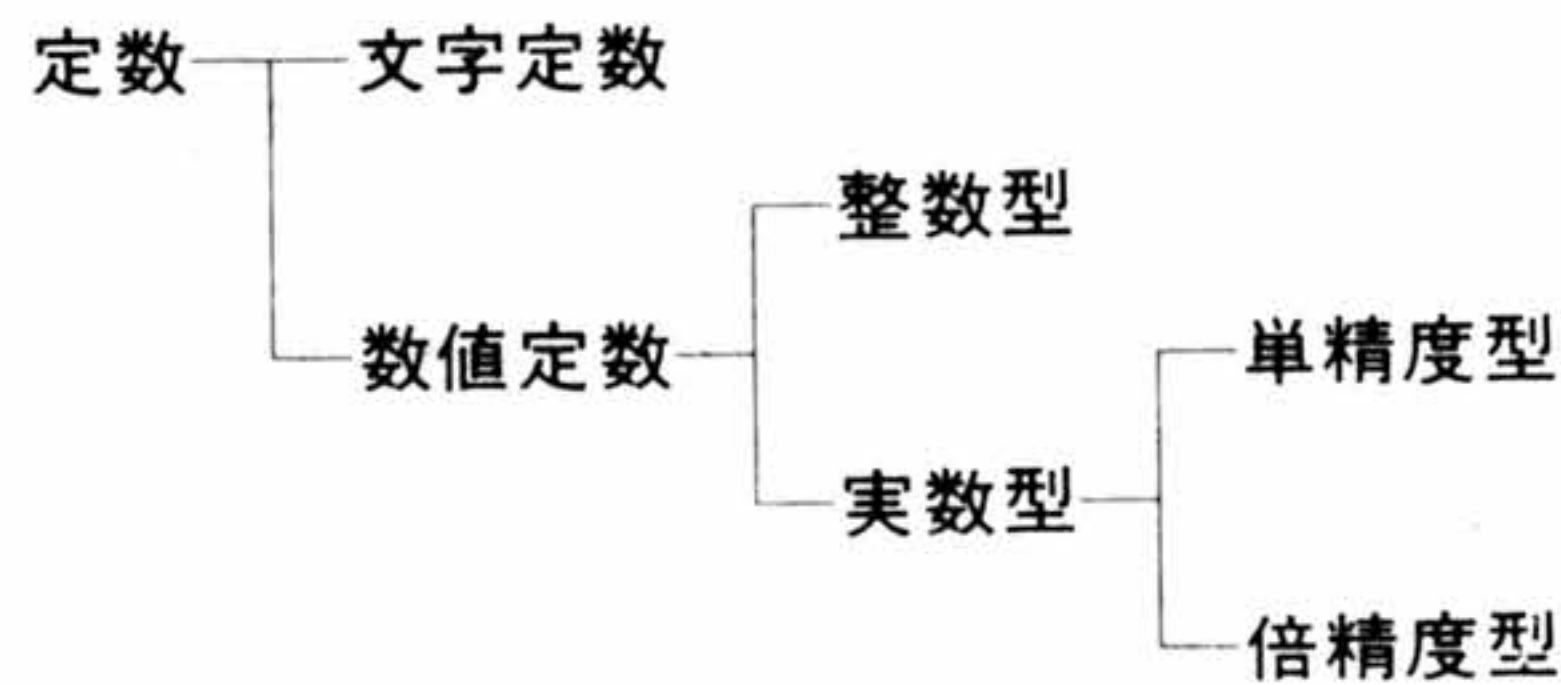 定数 文字定数
整数型
数値定数
単精度型
実数型
倍精度型